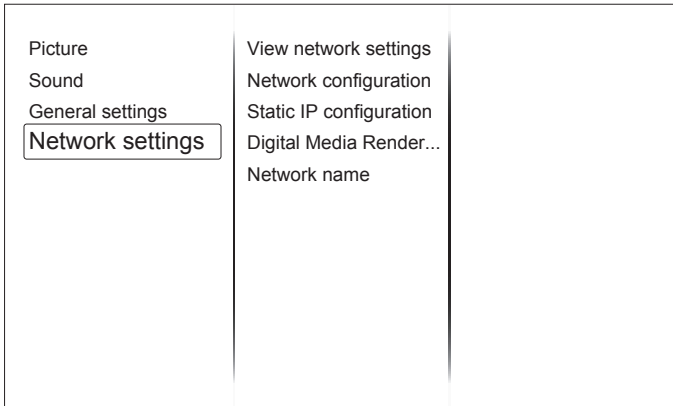 Picture
Sound
General settings
Network settings
View network settings
Network configuration
Static IP configuration
Digital Media Render...
Network name